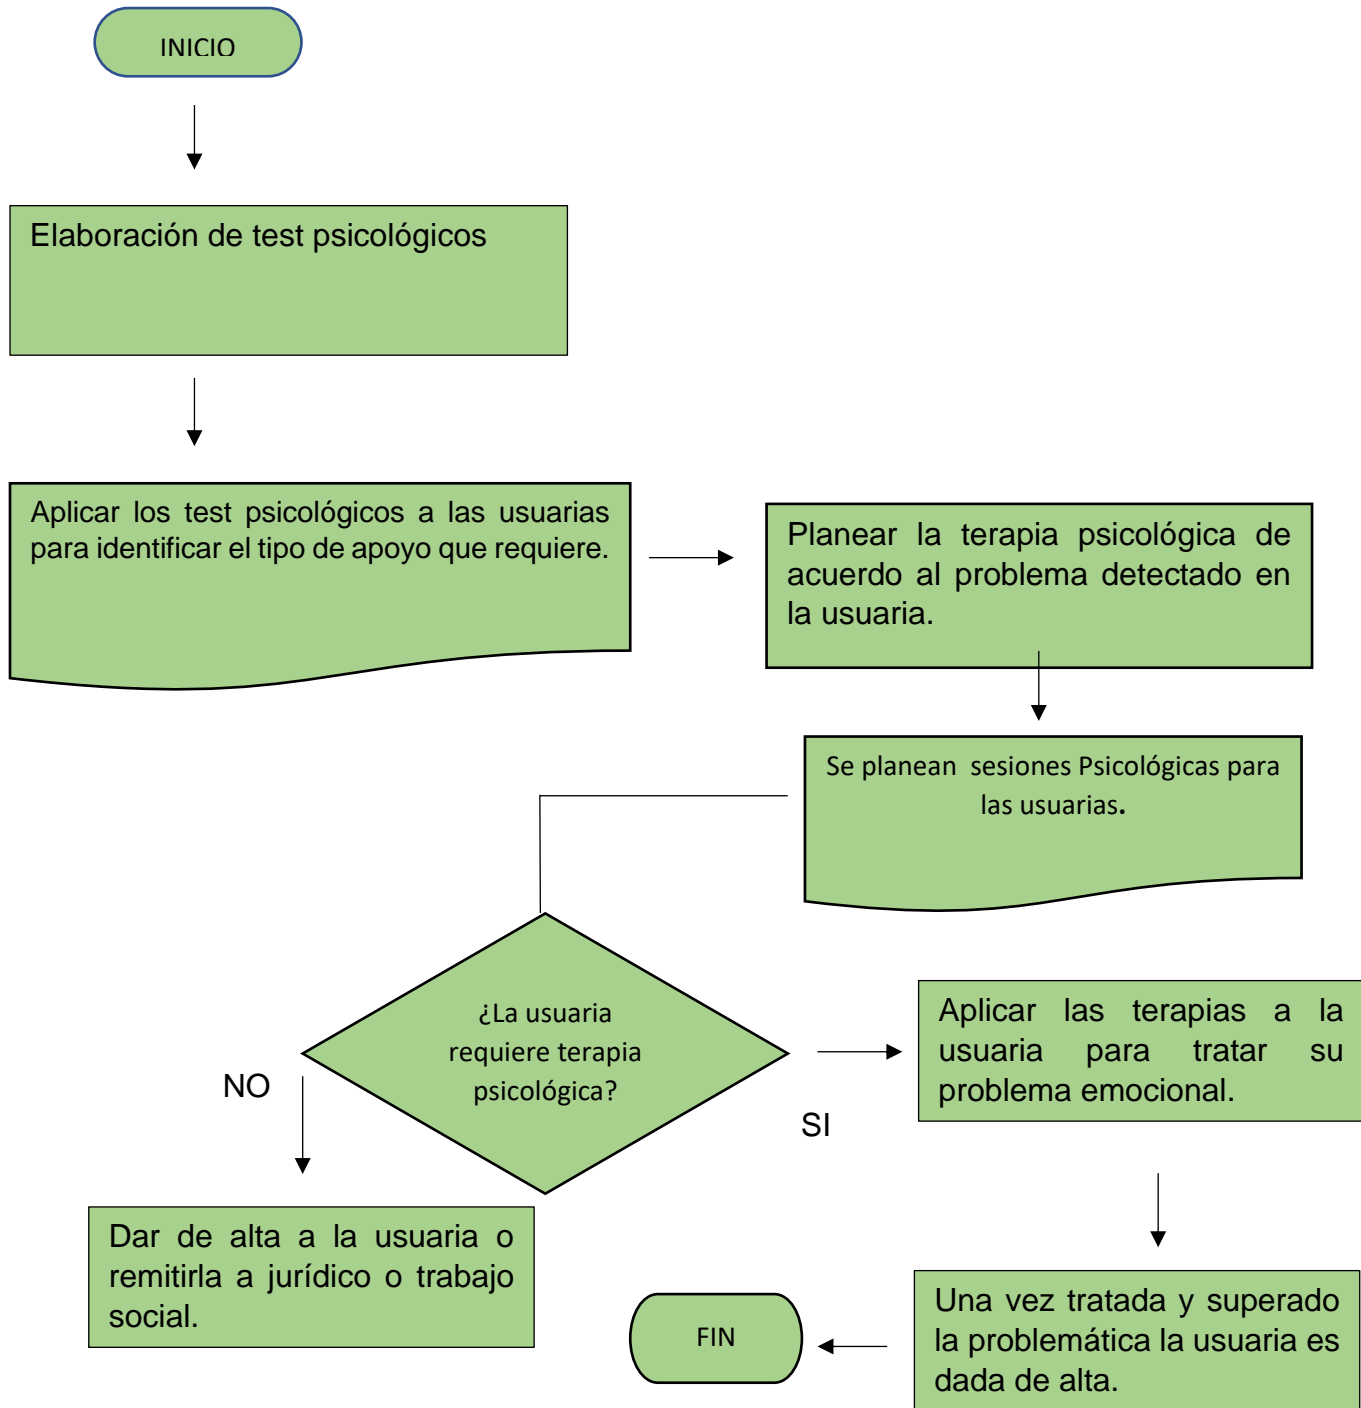 INICIO
Elaboración de test psicológicos
Aplicar los test psicológicos a las usuarias
para identificar el tipo de apoyo que requiere.
Planear la terapia psicológica de
acuerdo al problema detectado en
la usuaria.
Se planean sesiones Psicológicas para
las usuarias.
¿La usuaria
requiere terapia
psicológica?
NO
SI
Aplicar las terapias a la
usuaria para tratar su
problema emocional.
Dar de alta a la usuaria o
remitirla a jurídico o trabajo
social.
Una vez tratada y superado
la problemática la usuaria es
dada de alta.
FIN